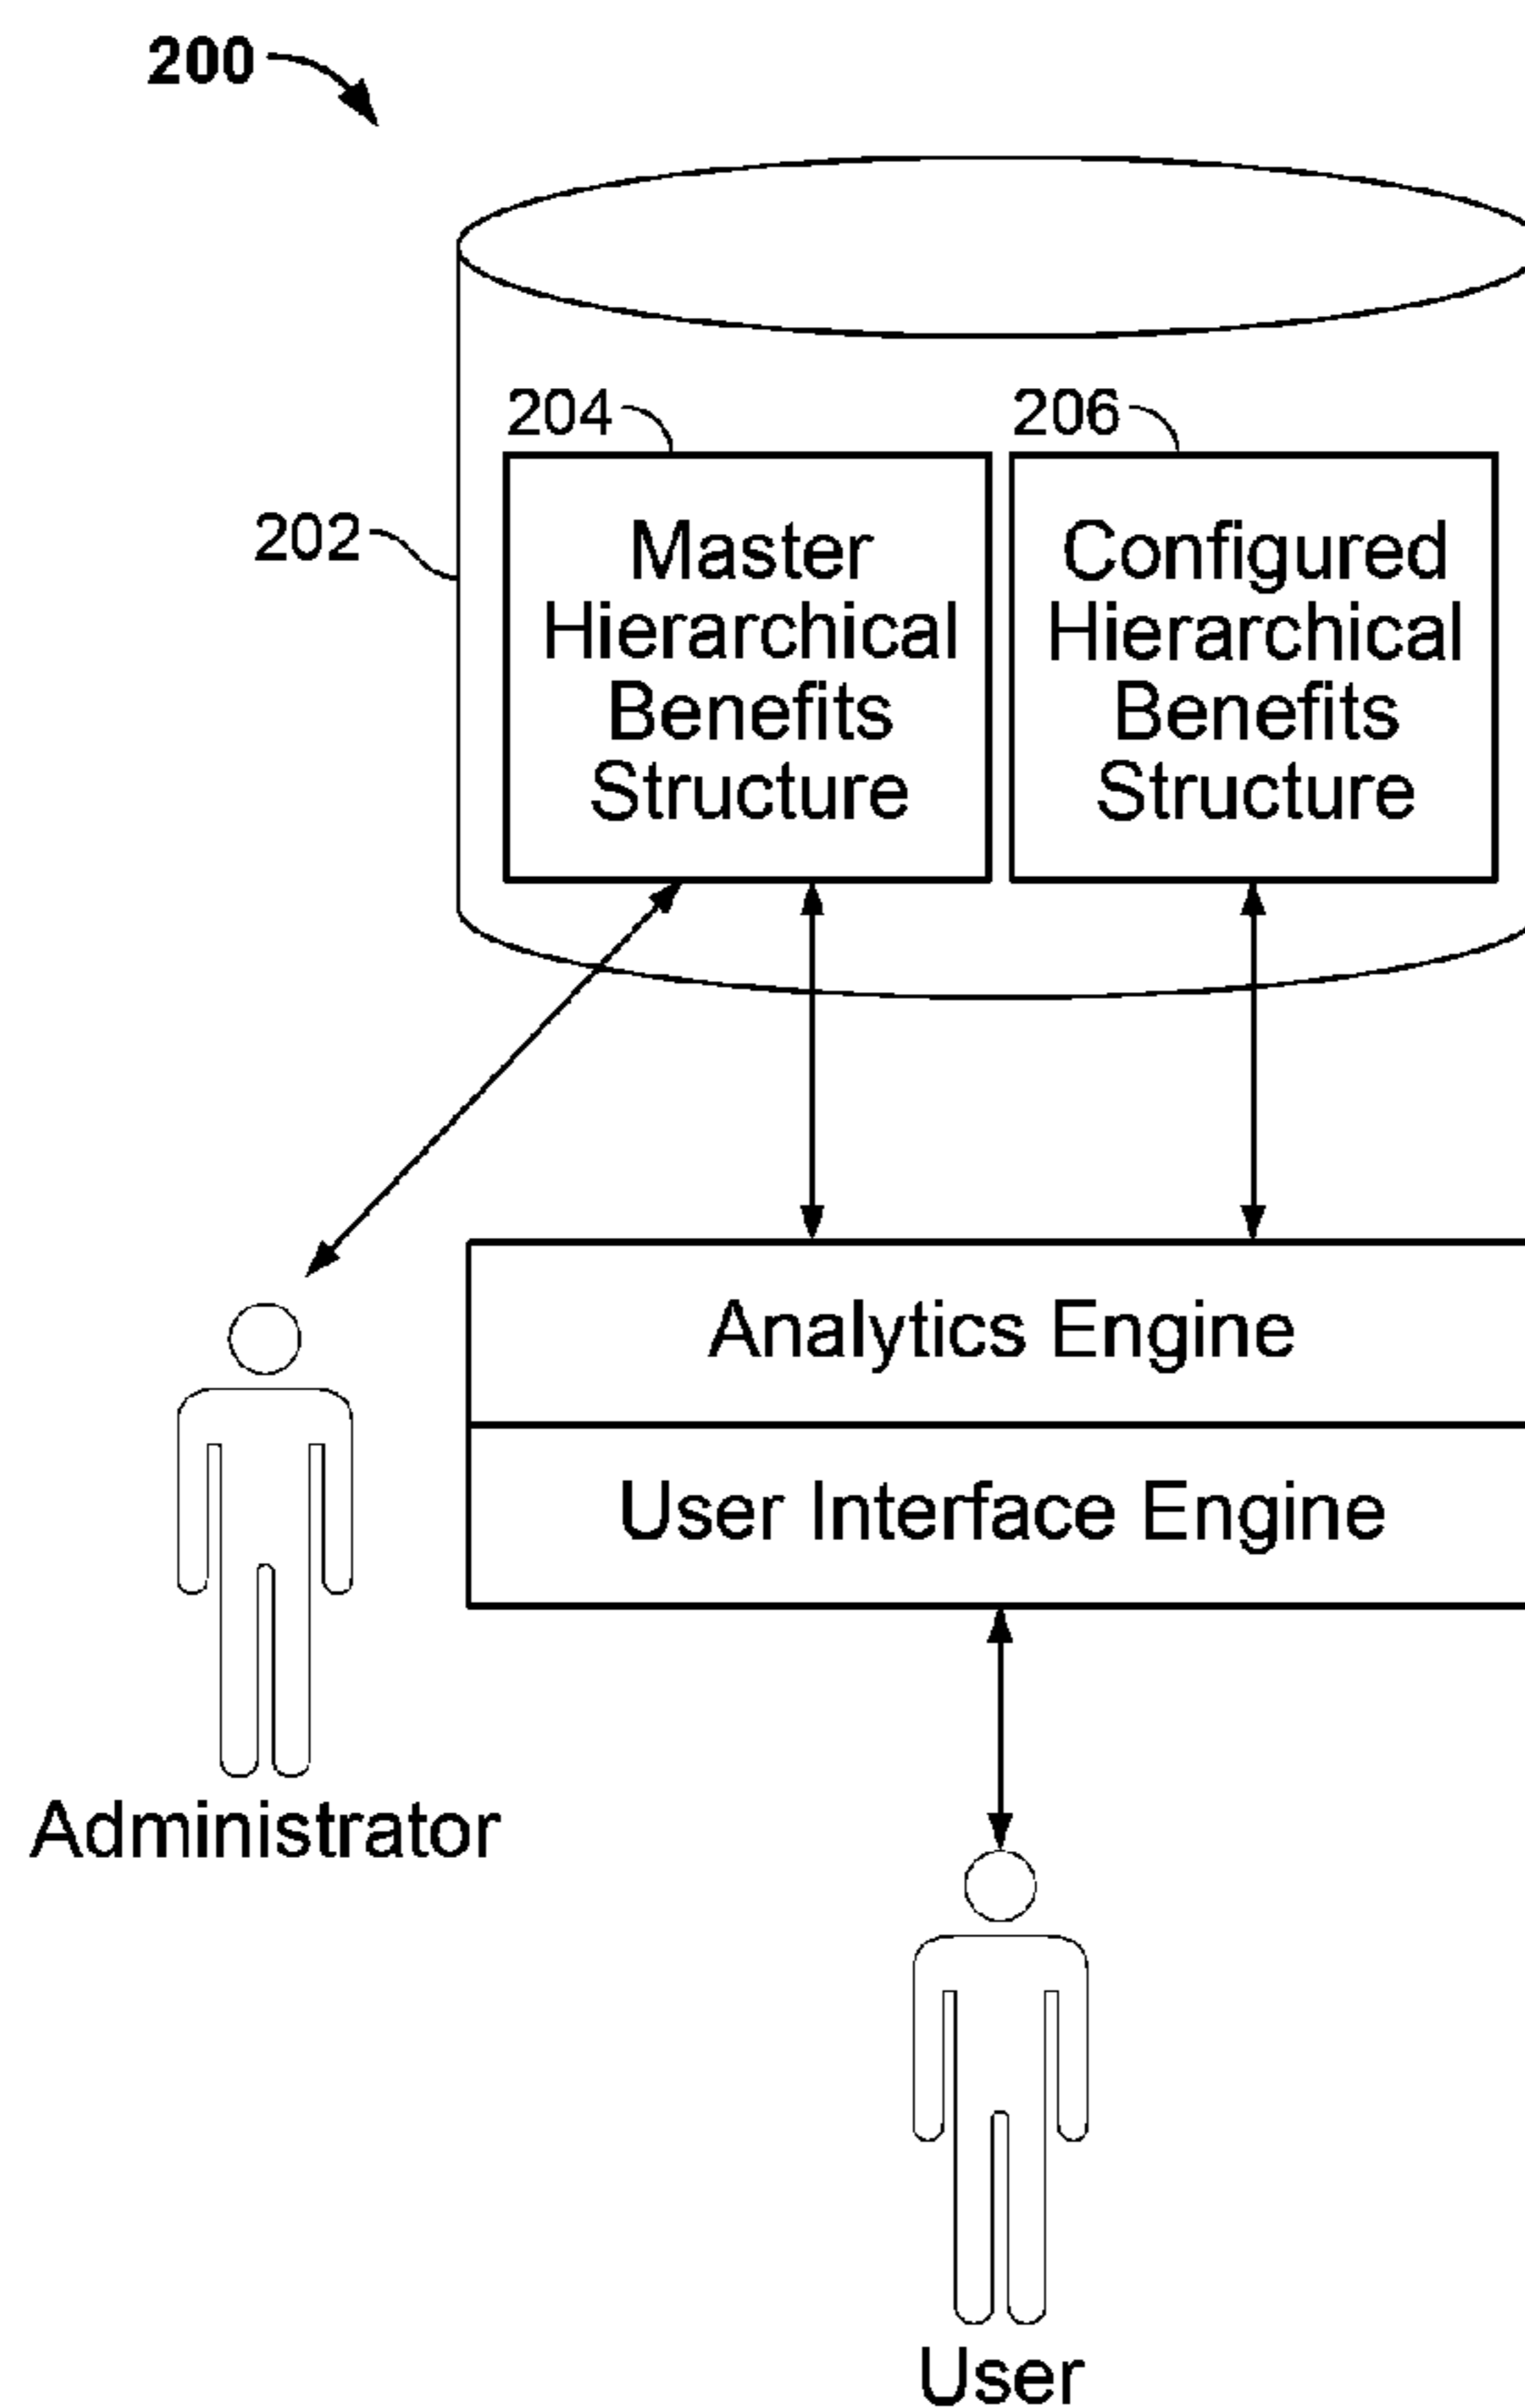 200
204
206
202
Master
Hierarchical
Benefits
Structure
Configured
Hierarchical
Benefits
Structure
Analytics Engine
User Interface Engine
Administrator
User